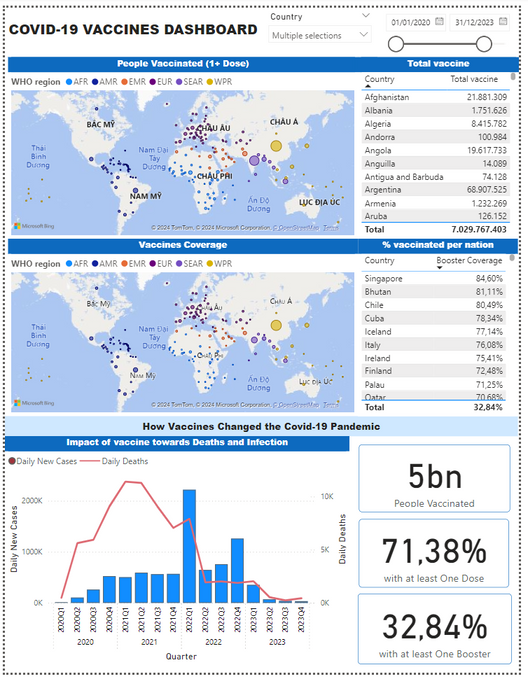 COVID-19 VACCINES DASHBOARD
Country
Multiple selections
01/01/2020
31/12/2023
People Vaccinated (1+ Dose)
WHO region AFR AMR EMR EUR SEAR WPR
BẮC MỸ
CHÂU ÂU
CHÂU Á
Thái Bình Dương
Nam Đại Tây Dương
CHÂU PHI
NAM MỸ
Ấn Độ Dương
LỤC ĐỊA ÚC
Microsoft Bing
© 2024 TomTom, © 2024 Microsoft Corporation, © OpenStreetMap Terms
Total vaccine
Country Total vaccine
Afghanistan 21.881.309
Albania 1.751.626
Algeria 8.415.782
Andorra 100.984
Angola 19.617.733
Anguilla 14.089
Antigua and Barbuda 74.128
Argentina 68.907.525
Armenia 1.232.269
Aruba 126.152
Total 7.029.767.403
Vaccines Coverage
WHO region AFR AMR EMR EUR SEAR WPR
Bắc Mỹ
Châu Âu
Châu Á
Thái Bình Dương
Nam Đại Tây Dương
Châu Phi
Nam Mỹ
Ấn Độ Dương
Lục Địa Úc
Microsoft Bing
© 2024 TomTom, © 2024 Microsoft Corporation, © OpenStreetMap Terms
% vaccinated per nation
Country Booster Coverage
Singapore 84,60%
Bhutan 81,11%
Chile 80,49%
Cuba 78,34%
Iceland 77,14%
Italy 76,08%
Ireland 75,41%
Finland 72,48%
Palau 71,25%
Qatar 70,68%
Total 32,84%
How Vaccines Changed the Covid-19 Pandemic
Impact of vaccine towards Deaths and Infection
Daily New Cases Daily Deaths
Daily New Cases
2000K
1000K
0K
Daily Deaths
10K
5K
0K
2020Q1 2020Q2 2020Q3 2020Q4 2021Q1 2021Q2 2021Q3 2021Q4 2022Q1 2022Q2 2022Q3 2022Q4 2023Q1 2023Q2 2023Q3 2023Q4
2020 2021 2022 2023
Quarter
5bn
People Vaccinated
71,38%
with at least One Dose
32,84%
with at least One Booster